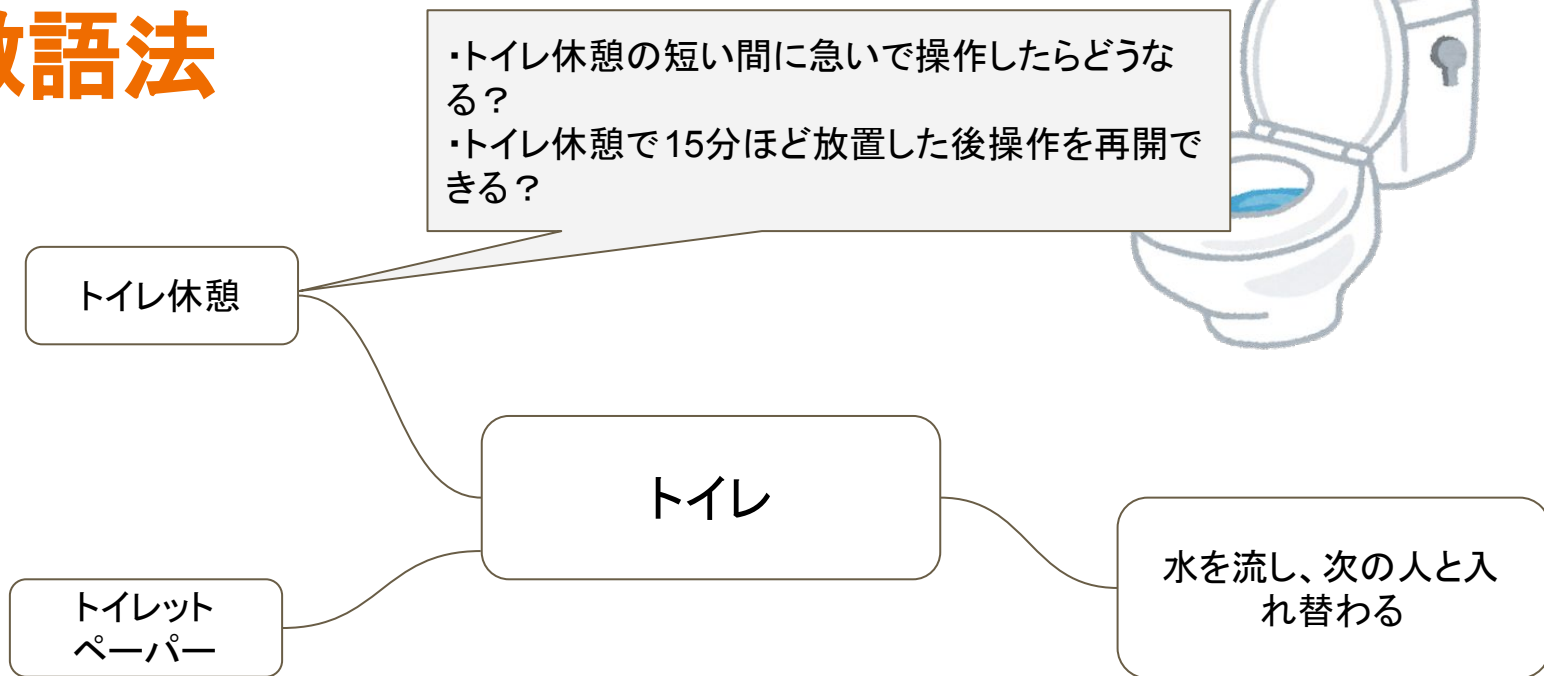 語法
・トイレ休憩の短い間に急いで操作したらどうな
る？
・トイレ休憩で15分ほど放置した後操作を再開で
きる？
トイレ休憩
トイレ
トイレット
ペーパー
水を流し、次の人と入
れ替わる